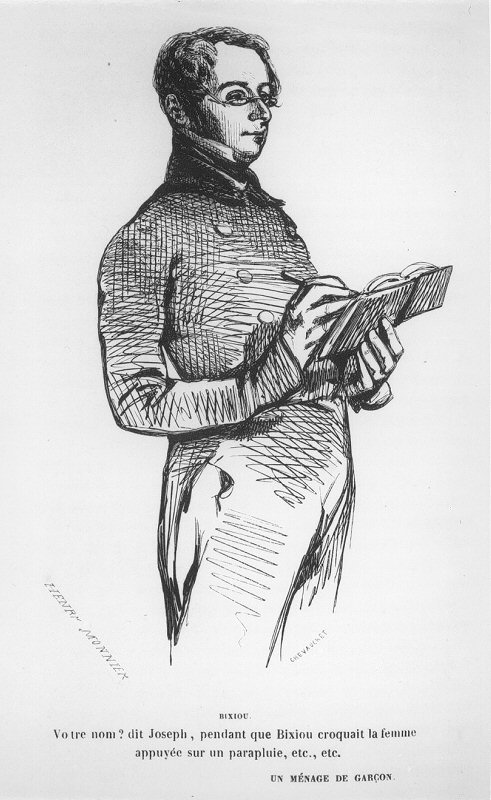 HENRY MONNIER
CHEVAUCHET
BIXIOU.
Votre nom? dit Joseph, pendant que Bixiou croquait la femme
appuyée sur un parapluie, etc., etc.
UN MÉNAGE DE GARÇON.